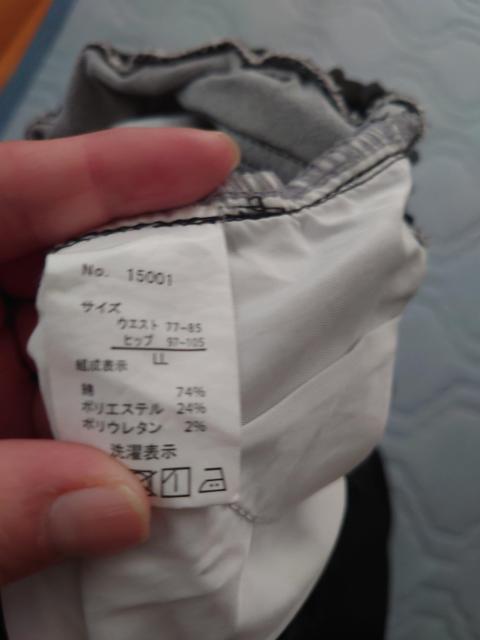 No. 15001
サイズ
ウエスト 77-85
ヒップ 97-105
LL
組成表示
綿 74%
ポリエステル 24%
ポリウレタン 2%
洗濯表示